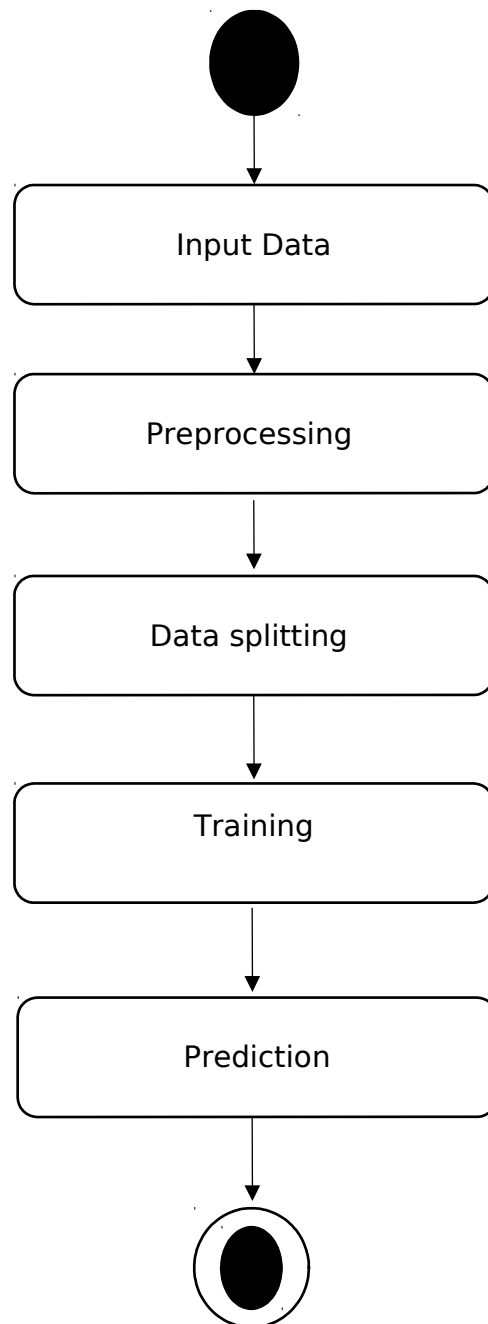 Input Data
Preprocessing
Data splitting
Training
Prediction